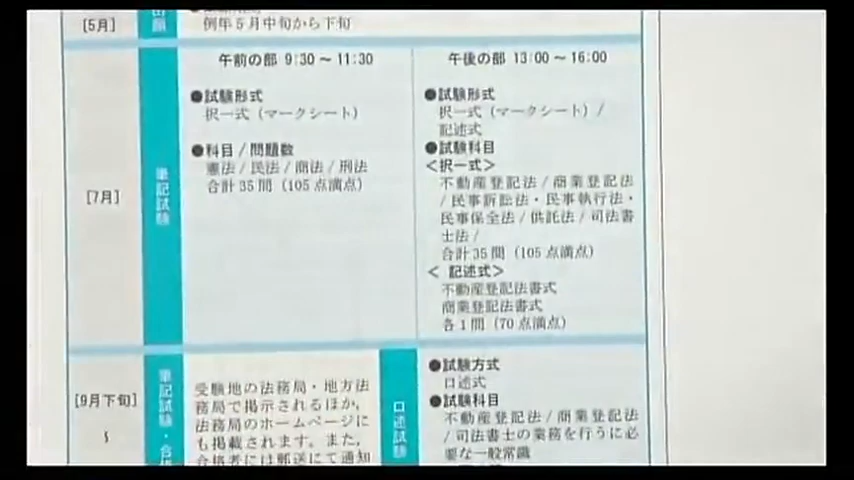 [5月]
例年5月中旬から下旬
[7月]
筆記試験
午前の部 9:30 ～ 11:30
●試験形式
択一式（マークシート）
●科目 / 問題数
憲法 / 民法 / 商法 / 刑法
合計35問（105点満点）
午後の部 13:00 ～ 16:00
●試験形式
択一式（マークシート）/
記述式
●試験科目
＜択一式＞
不動産登記法 / 商業登記法
/ 民事訴訟法・民事執行法・
民事保全法 / 供託法 / 司法書
士法 /
合計35問（105点満点）
＜ 記述式＞
不動産登記法書式
商業登記法書式
各1問（70点満点）
[9月下旬]
～
筆記試験・合
受験地の法務局・地方法
務局で掲示されるほか、
法務局のホームページに
も掲載されます。また、
合格者には郵送にて通知
口述試験
●試験方式
口述式
●試験科目
不動産登記法 / 商業登記法
/ 司法書士の業務を行うに必
要な一般常識